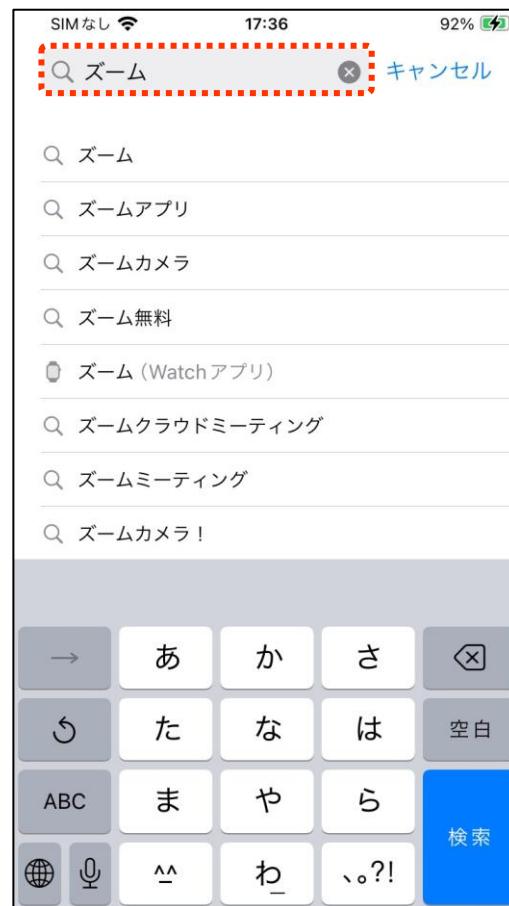 SIMなし 17:36 92%
ズーム キャンセル
ズーム
ズームアプリ
ズームカメラ
ズーム無料
ズーム（Watchアプリ）
ズームクラウドミーティング
ズームミーティング
ズームカメラ！
→ あ か さ
た な は 空白
ABC ま や ら 検索
^^ わ 、。?!